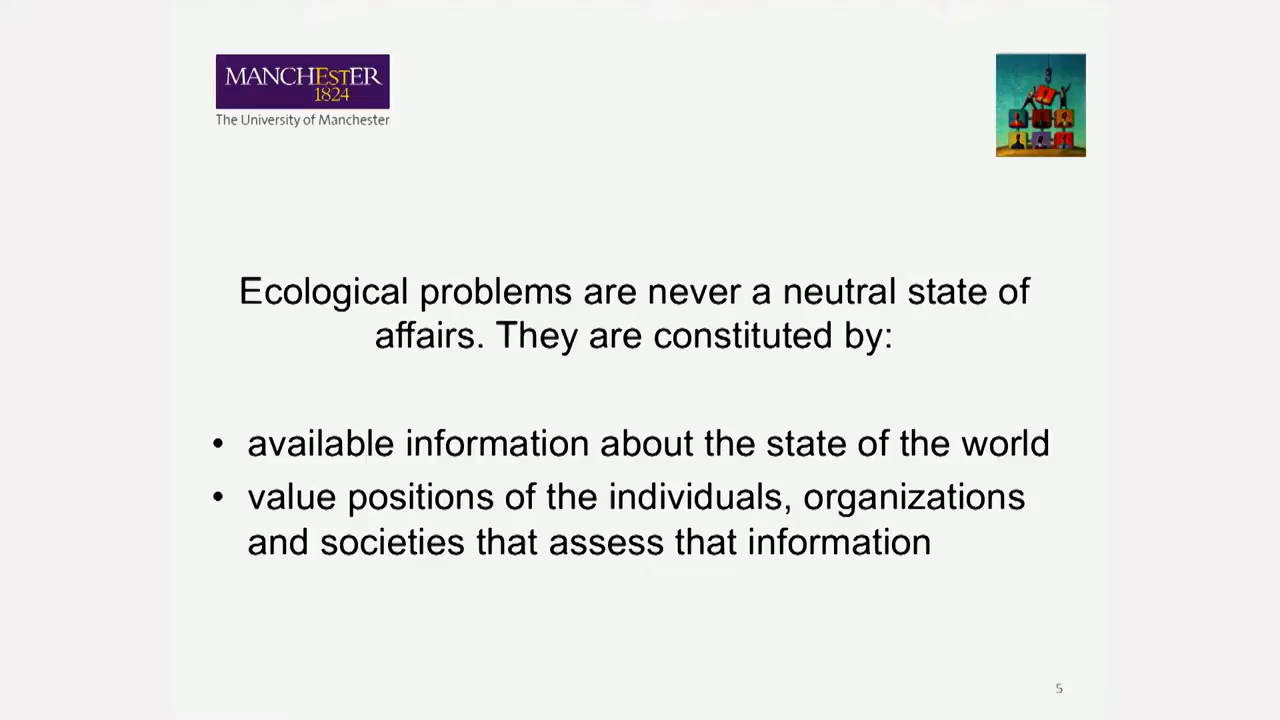 MANCHEsTER
1824
The University of Manchester
Ecological problems are never a neutral state of
affairs. They are constituted by:
• available information about the state of the world
• value positions of the individuals, organizations
and societies that assess that information
5